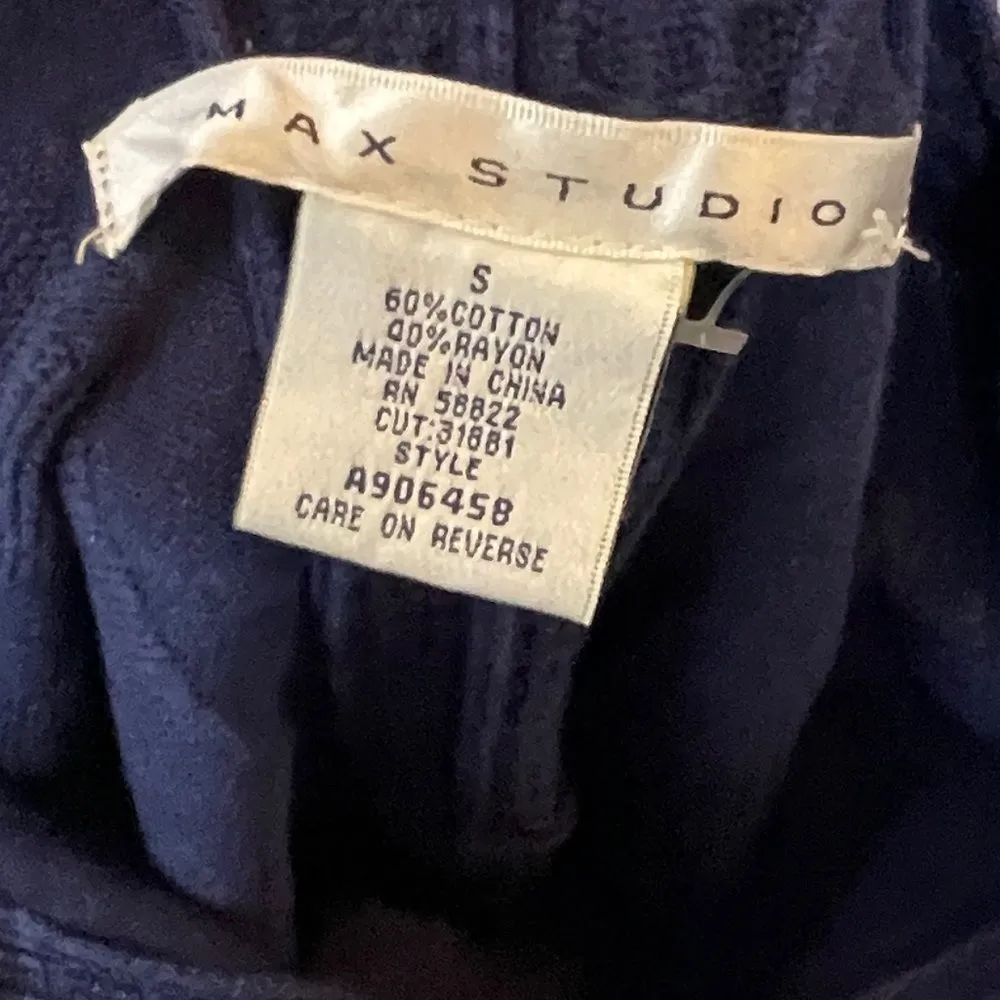 MAX STUDIO
S
60%COTTON
40%RAYON
MADE IN CHINA
RN 58822
CUT:31881
STYLE
A906458
CARE ON REVERSE